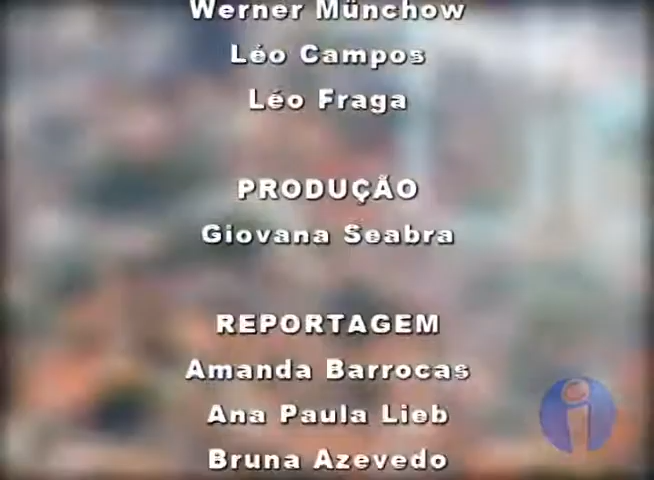 Werner Münchow
Léo Campos
Léo Fraga
PRODUÇÃO
Giovana Seabra
REPORTAGEM
Amanda Barrocas
Ana Paula Lieb
Bruna Azevedo
i